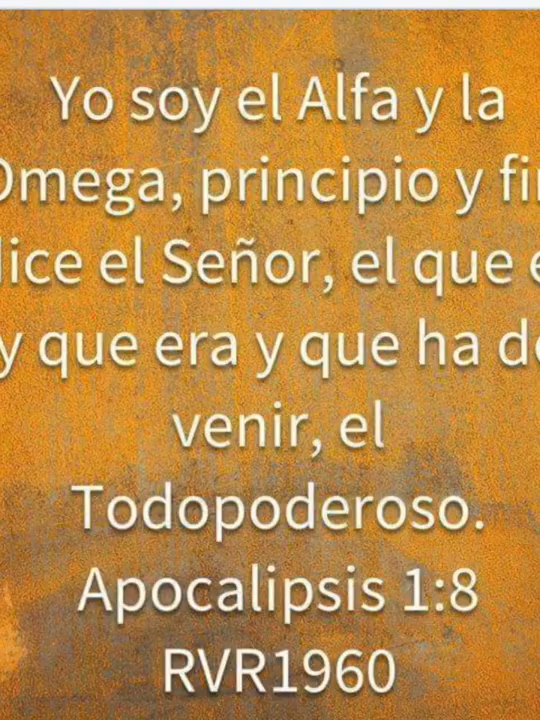 Yo soy el Alfa y la
Omega, principio y fin
dice el Señor, el que e
y que era y que ha de
venir, el
Todopoderoso.
Apocalipsis 1:8
RVR1960